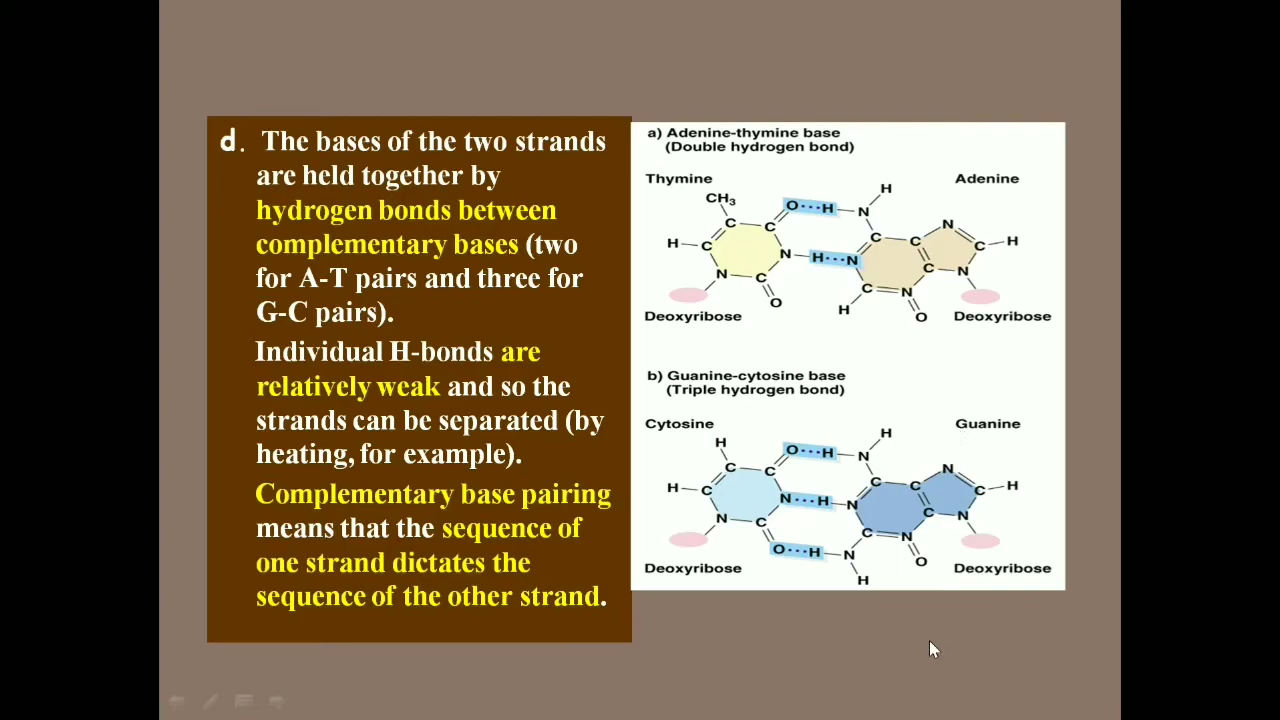 d. The bases of the two strands
are held together by
hydrogen bonds between
complementary bases (two
for A-T pairs and three for
G-C pairs).
Individual H-bonds are
relatively weak and so the
strands can be separated (by
heating, for example).
Complementary base pairing
means that the sequence of
one strand dictates the
sequence of the other strand.
a) Adenine-thymine base
(Double hydrogen bond)
Thymine
Adenine
H
CH₃
O···H
N
N
C
C
C
C
H
C
C
H
N
H···N
C
N
C
N
C
N
H
O
O
Deoxyribose
Deoxyribose
b) Guanine-cytosine base
(Triple hydrogen bond)
Cytosine
Guanine
H
H
O···H
N
C
C
N
C
C
H
C
C
H
N···H
N
N
C
C
N
C
N
O···H
N
O
H
Deoxyribose
Deoxyribose